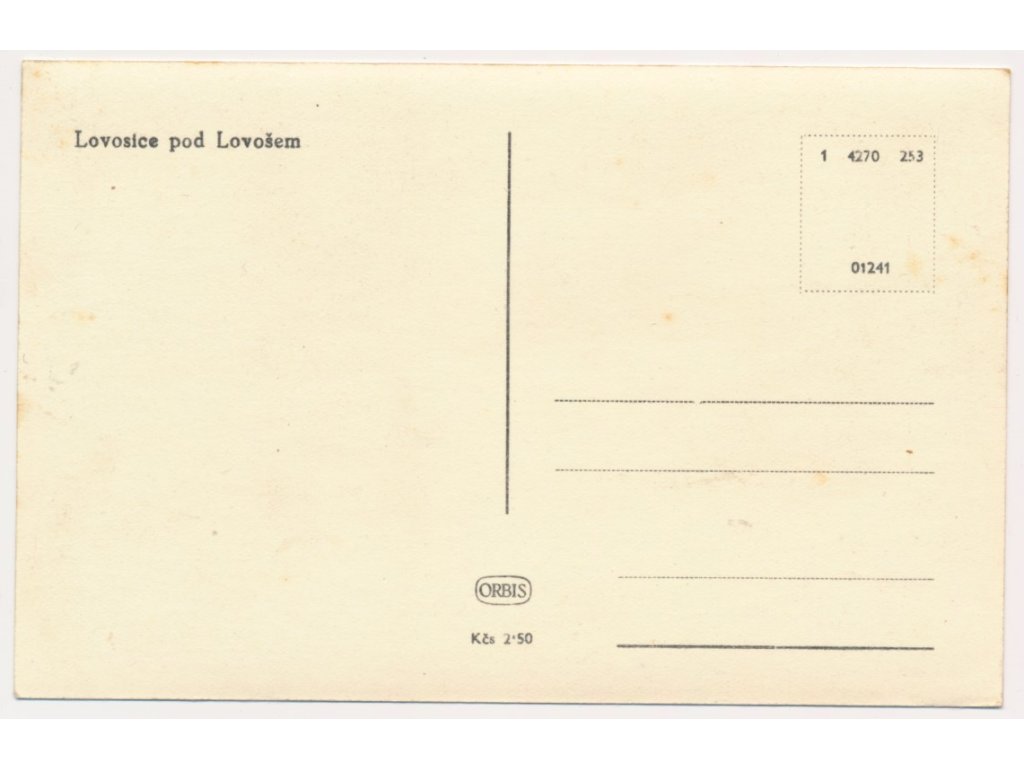 Lovosice pod Lovošem
1 4270 253
01241
ORBIS
Kčs 2·50